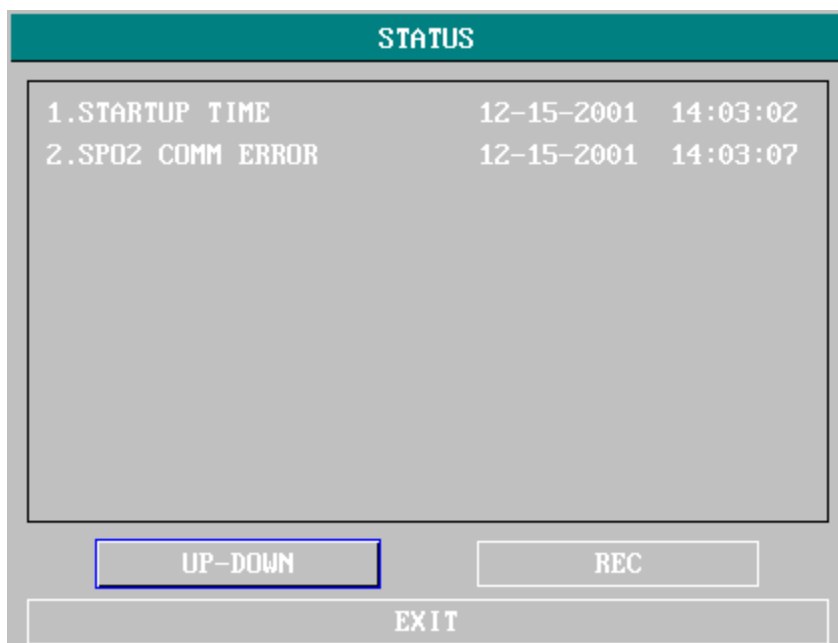 STATUS
1.STARTUP TIME 12-15-2001 14:03:02
2.SPO2 COMM ERROR 12-15-2001 14:03:07
UP-DOWN REC
EXIT